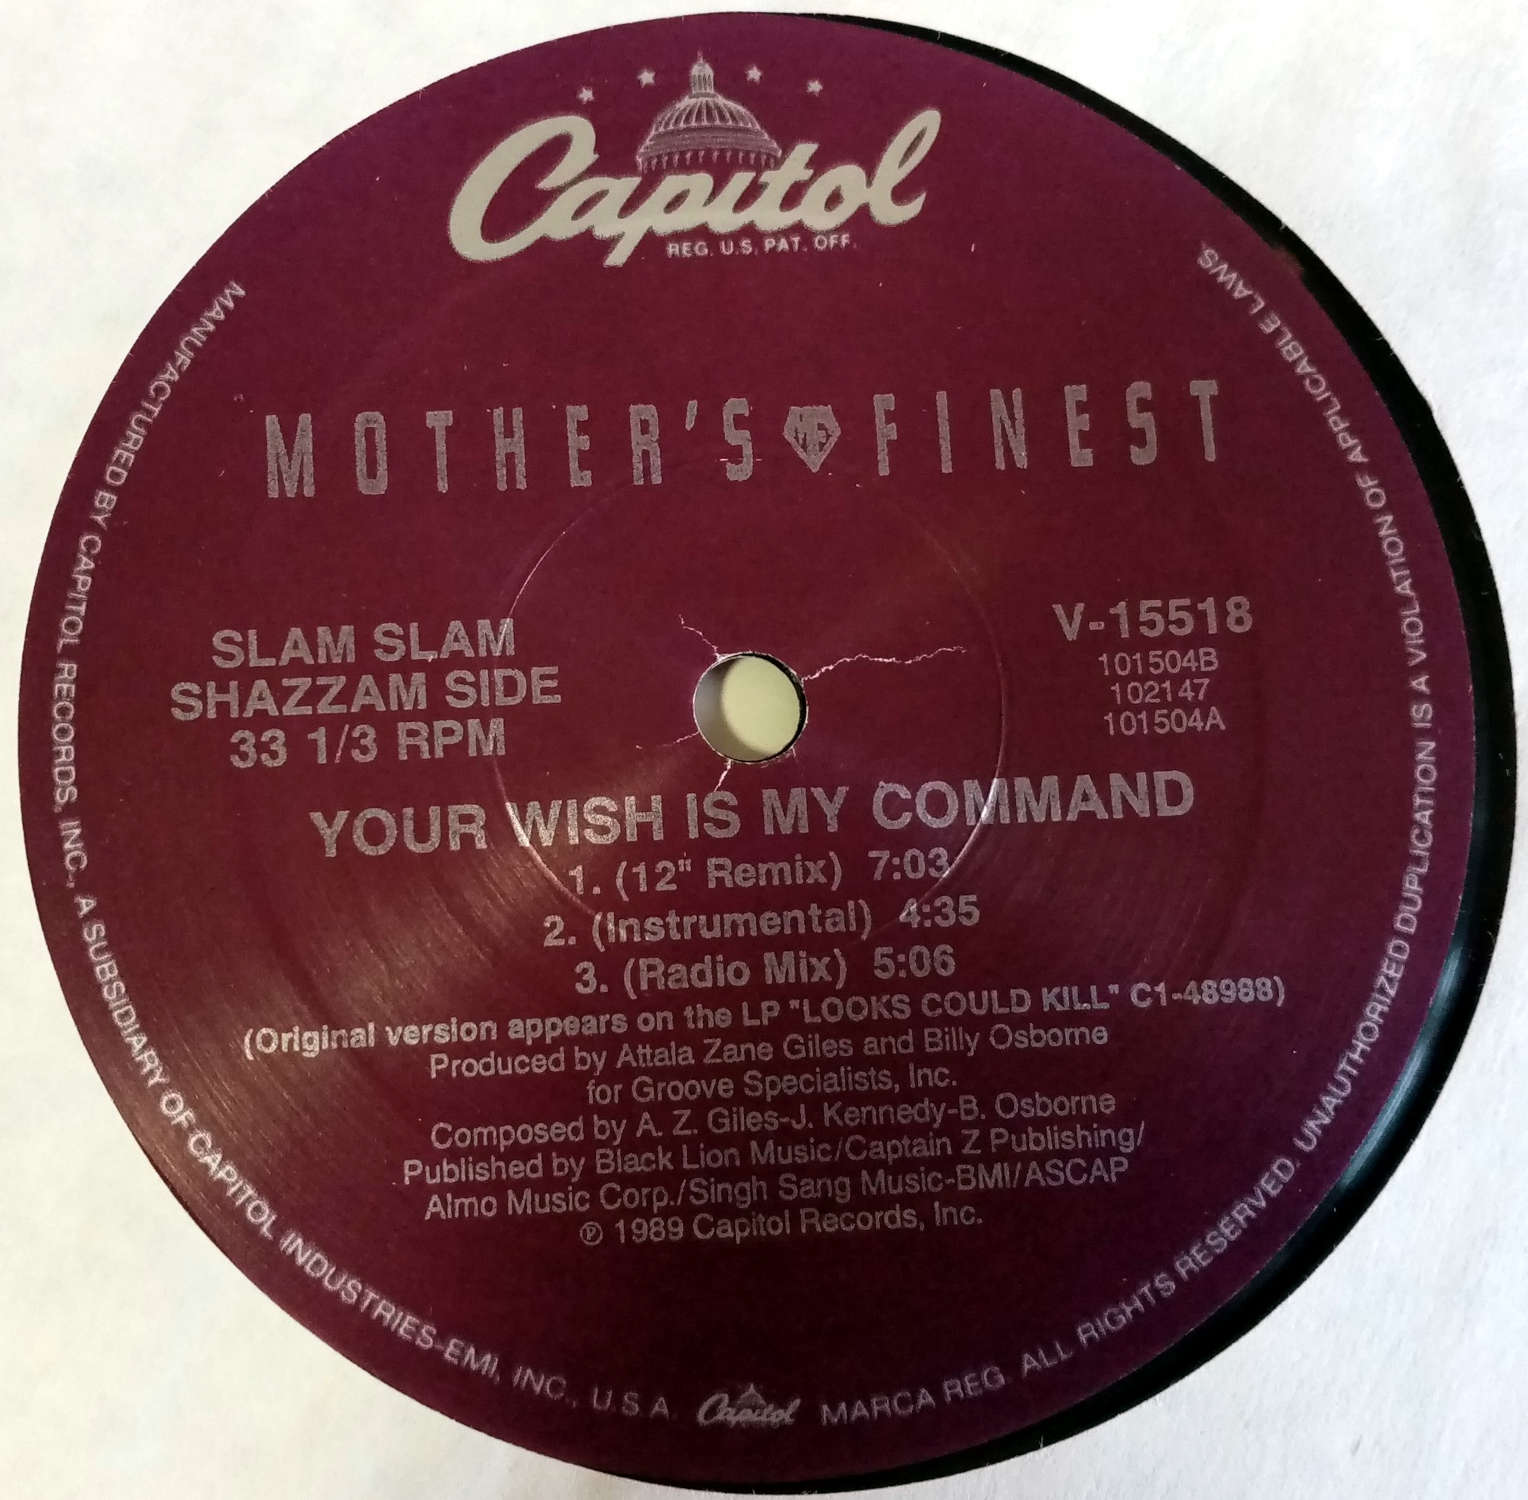 Capitol
REG. U.S. PAT. OFF.
MOTHER'S MF FINEST
SLAM SLAM
SHAZZAM SIDE
33 1/3 RPM
V-15518
101504B
102147
101504A
YOUR WISH IS MY COMMAND
1. (12" Remix) 7:03
2. (Instrumental) 4:35
3. (Radio Mix) 5:06
(Original version appears on the LP "LOOKS COULD KILL" C1-48988)
Produced by Attala Zane Giles and Billy Osborne
for Groove Specialists, Inc.
Composed by A. Z. Giles-J. Kennedy-B. Osborne
Published by Black Lion Music/Captain Z Publishing/
Almo Music Corp./Singh Sang Music-BMI/ASCAP
℗ 1989 Capitol Records, Inc.
MANUFACTURED BY CAPITOL RECORDS, INC., A SUBSIDIARY OF CAPITOL INDUSTRIES-EMI, INC., U.S.A. Capitol MARCA REG. ALL RIGHTS RESERVED. UNAUTHORIZED DUPLICATION IS A VIOLATION OF APPLICABLE LAWS.